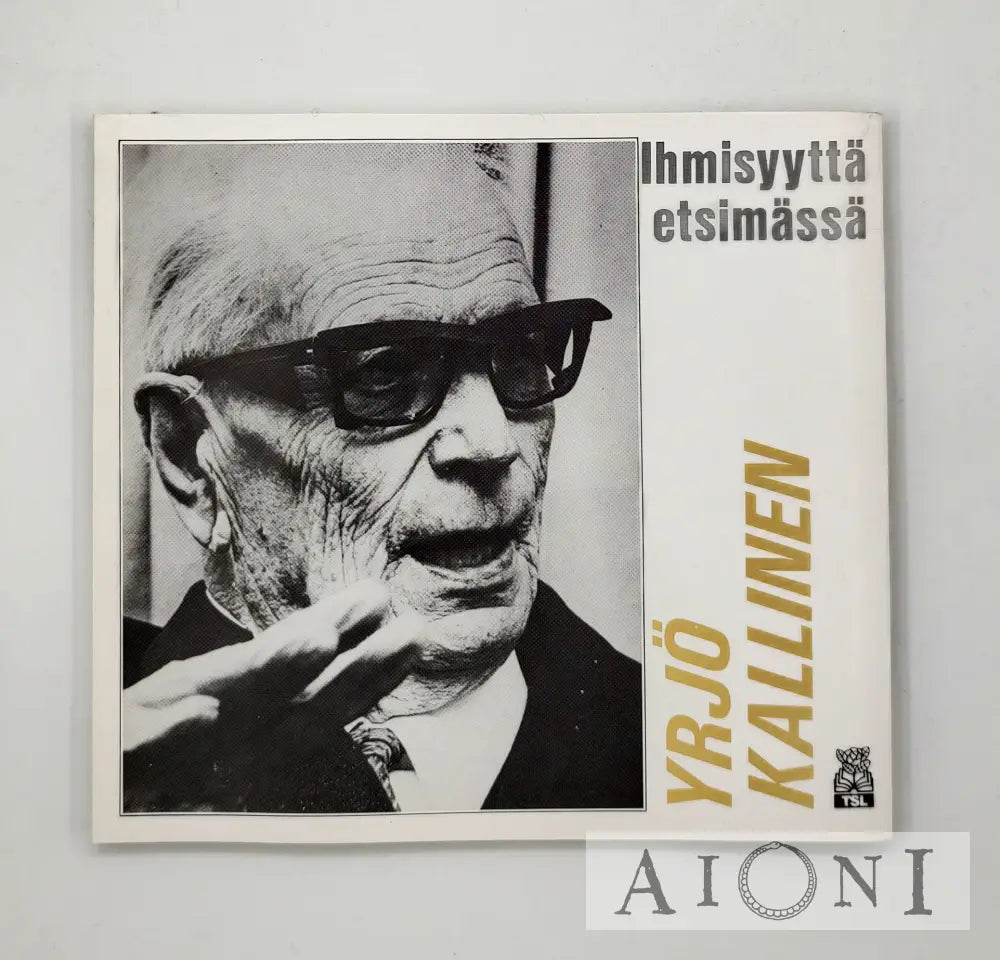 Ihmisyyttä
etsimässä
YRJÖ
KALLINEN
TSL
AIONI